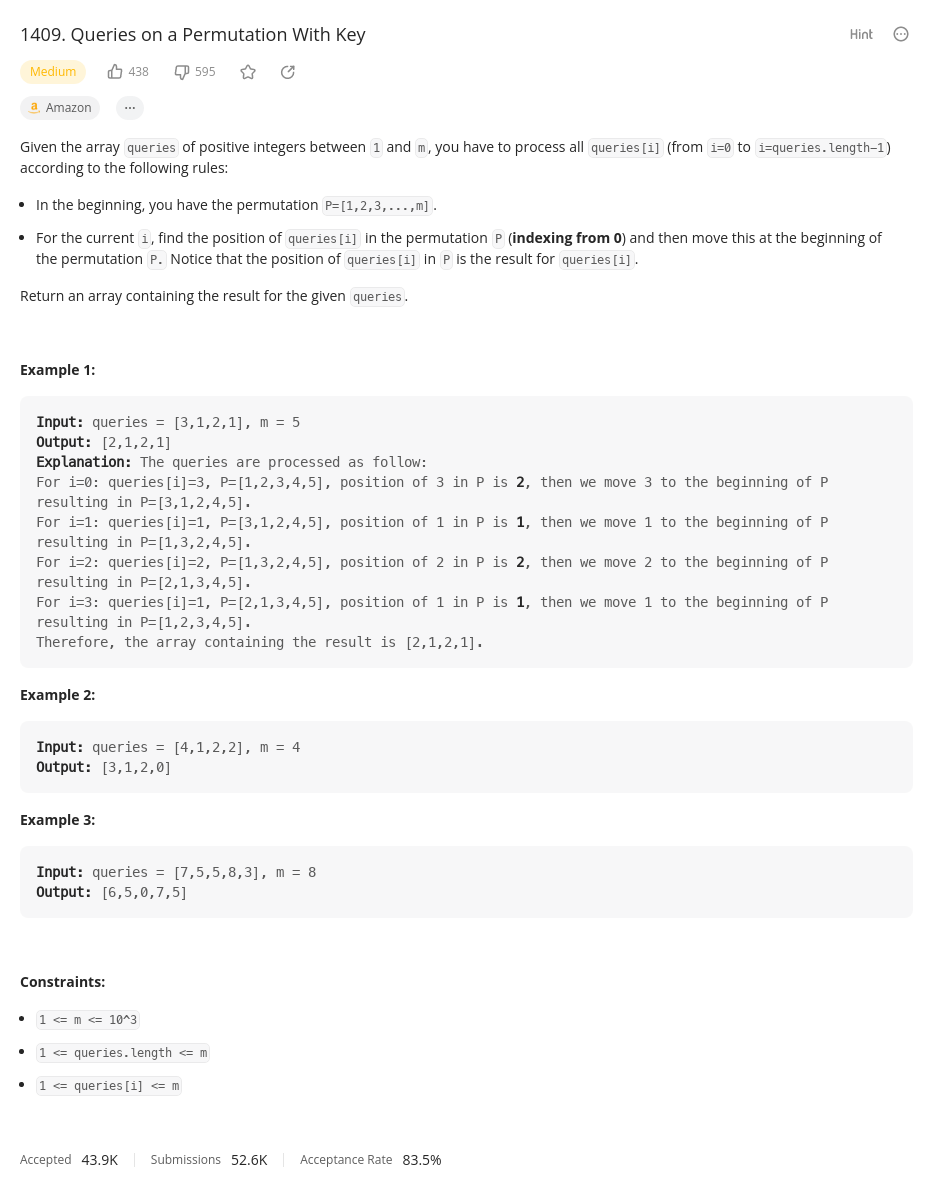 1409. Queries on a Permutation With Key
Hint
Medium 438 595
Amazon ...
Given the array queries of positive integers between 1 and m, you have to process all queries[i] (from i=0 to i=queries.length-1)
according to the following rules:
• In the beginning, you have the permutation P=[1,2,3,...,m].
• For the current i, find the position of queries[i] in the permutation P (indexing from 0) and then move this at the beginning of
the permutation P. Notice that the position of queries[i] in P is the result for queries[i].
Return an array containing the result for the given queries.
Example 1:
Input: queries = [3,1,2,1], m = 5
Output: [2,1,2,1]
Explanation: The queries are processed as follow:
For i=0: queries[i]=3, P=[1,2,3,4,5], position of 3 in P is 2, then we move 3 to the beginning of P
resulting in P=[3,1,2,4,5].
For i=1: queries[i]=1, P=[3,1,2,4,5], position of 1 in P is 1, then we move 1 to the beginning of P
resulting in P=[1,3,2,4,5].
For i=2: queries[i]=2, P=[1,3,2,4,5], position of 2 in P is 2, then we move 2 to the beginning of P
resulting in P=[2,1,3,4,5].
For i=3: queries[i]=1, P=[2,1,3,4,5], position of 1 in P is 1, then we move 1 to the beginning of P
resulting in P=[1,2,3,4,5].
Therefore, the array containing the result is [2,1,2,1].
Example 2:
Input: queries = [4,1,2,2], m = 4
Output: [3,1,2,0]
Example 3:
Input: queries = [7,5,5,8,3], m = 8
Output: [6,5,0,7,5]
Constraints:
• 1 <= m <= 10^3
• 1 <= queries.length <= m
• 1 <= queries[i] <= m
Accepted 43.9K Submissions 52.6K Acceptance Rate 83.5%